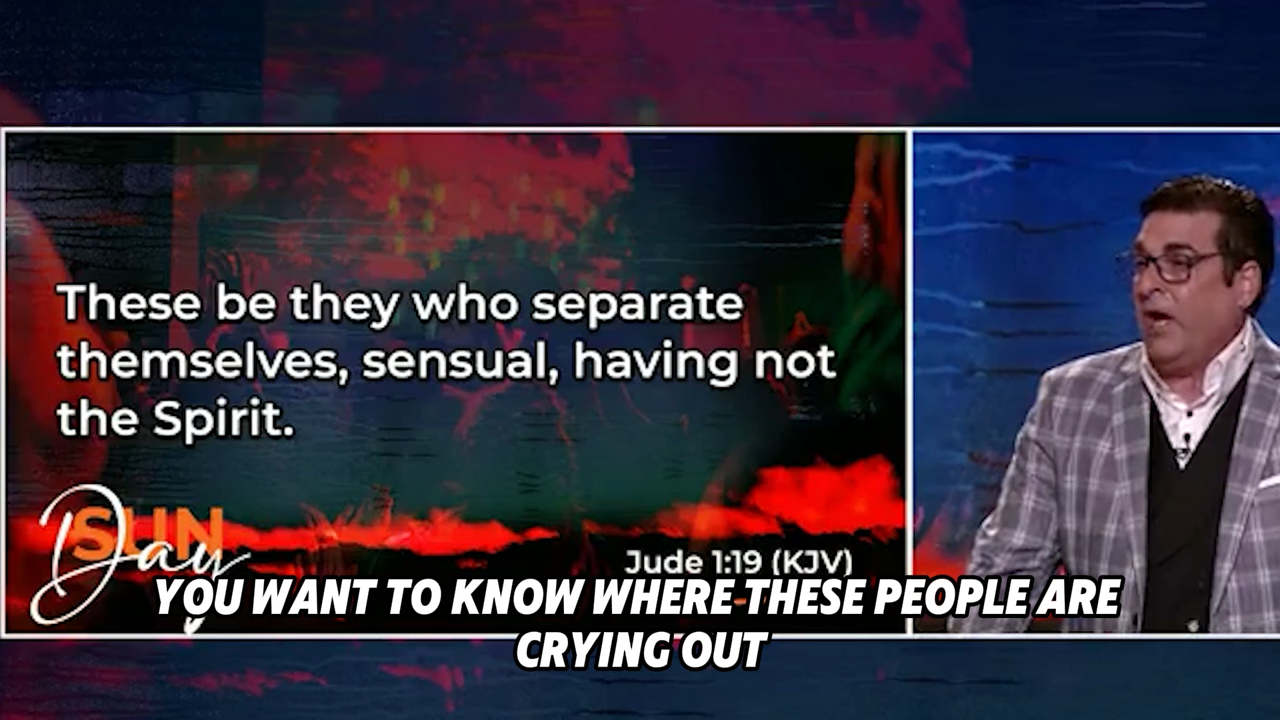 These be they who separate
themselves, sensual, having not
the Spirit.
SUN
Day
Jude 1:19 (KJV)
YOU WANT TO KNOW WHERE THESE PEOPLE ARE
CRYING OUT